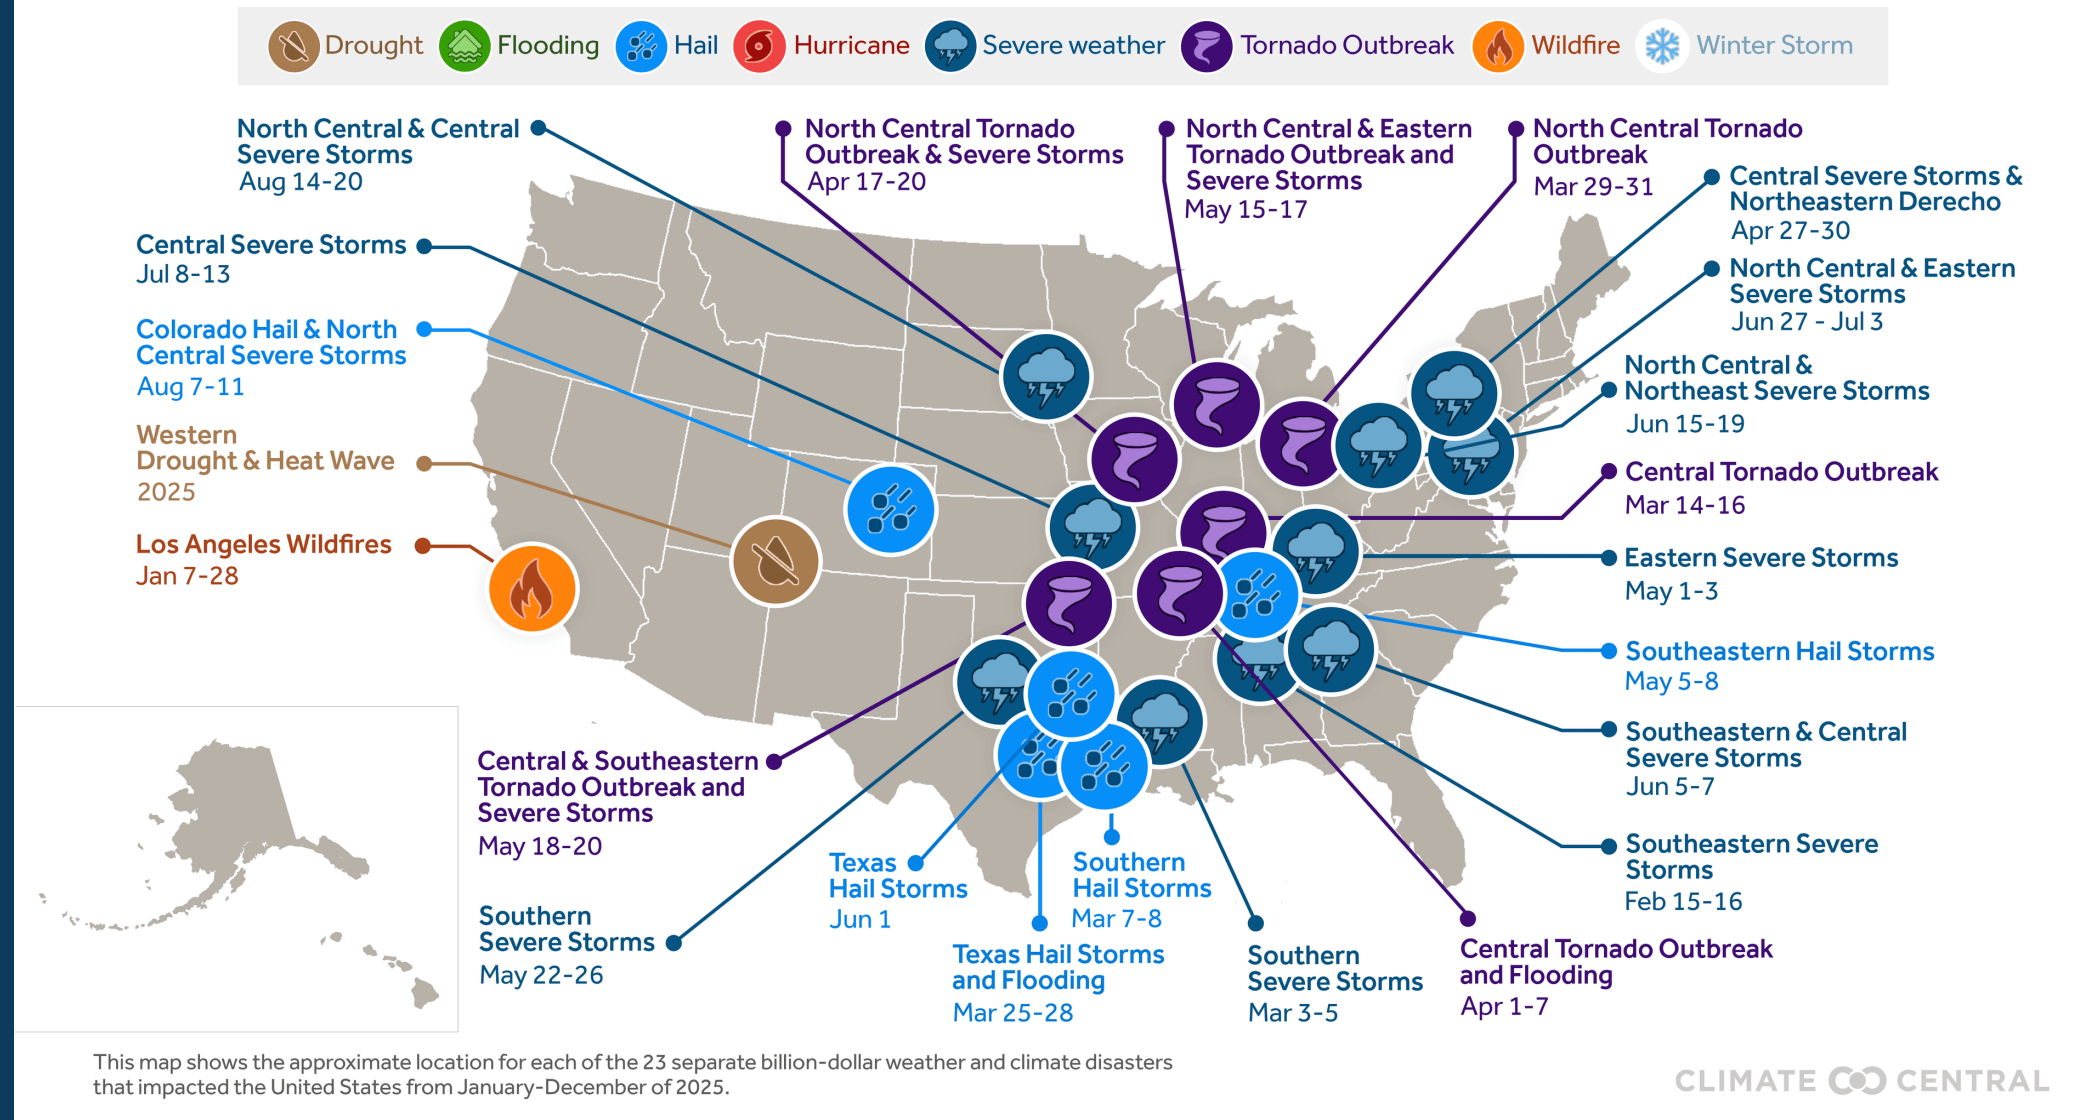 Drought
Flooding
Hail
Hurricane
Severe weather
Tornado Outbreak
Wildfire
Winter Storm
North Central & Central
Severe Storms
Aug 14-20
North Central Tornado
Outbreak & Severe Storms
Apr 17-20
North Central & Eastern
Tornado Outbreak and
Severe Storms
May 15-17
North Central Tornado
Outbreak
Mar 29-31
Central Severe Storms &
Northeastern Derecho
Apr 27-30
Central Severe Storms
Jul 8-13
North Central & Eastern
Severe Storms
Jun 27 - Jul 3
Colorado Hail & North
Central Severe Storms
Aug 7-11
North Central &
Northeast Severe Storms
Jun 15-19
Western
Drought & Heat Wave
2025
Central Tornado Outbreak
Mar 14-16
Los Angeles Wildfires
Jan 7-28
Eastern Severe Storms
May 1-3
Southeastern Hail Storms
May 5-8
Southeastern & Central
Severe Storms
Jun 5-7
Central & Southeastern
Tornado Outbreak and
Severe Storms
May 18-20
Southeastern Severe
Storms
Feb 15-16
Texas
Hail Storms
Jun 1
Southern
Hail Storms
Mar 7-8
Southern
Severe Storms
May 22-26
Texas Hail Storms
and Flooding
Mar 25-28
Southern
Severe Storms
Mar 3-5
Central Tornado Outbreak
and Flooding
Apr 1-7
This map shows the approximate location for each of the 23 separate billion-dollar weather and climate disasters
that impacted the United States from January-December of 2025.
CLIMATE CENTRAL